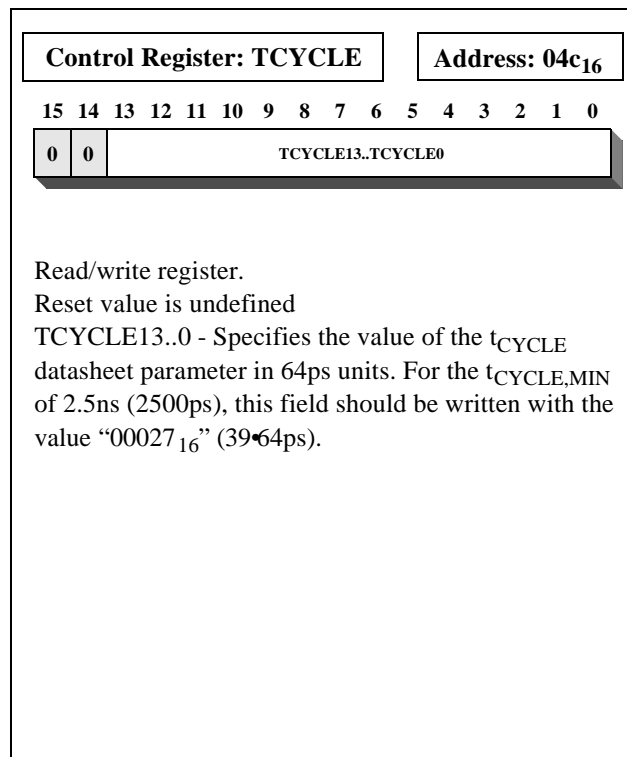 Control Register: TCYCLE
Address: 04c16
15 14 13 12 11 10 9 8 7 6 5 4 3 2 1 0
0 0 TCYCLE13..TCYCLE0
Read/write register.
Reset value is undefined
TCYCLE13..0 - Specifies the value of the tCYCLE
datasheet parameter in 64ps units. For the tCYCLE,MIN
of 2.5ns (2500ps), this field should be written with the
value “0002716” (39•64ps).